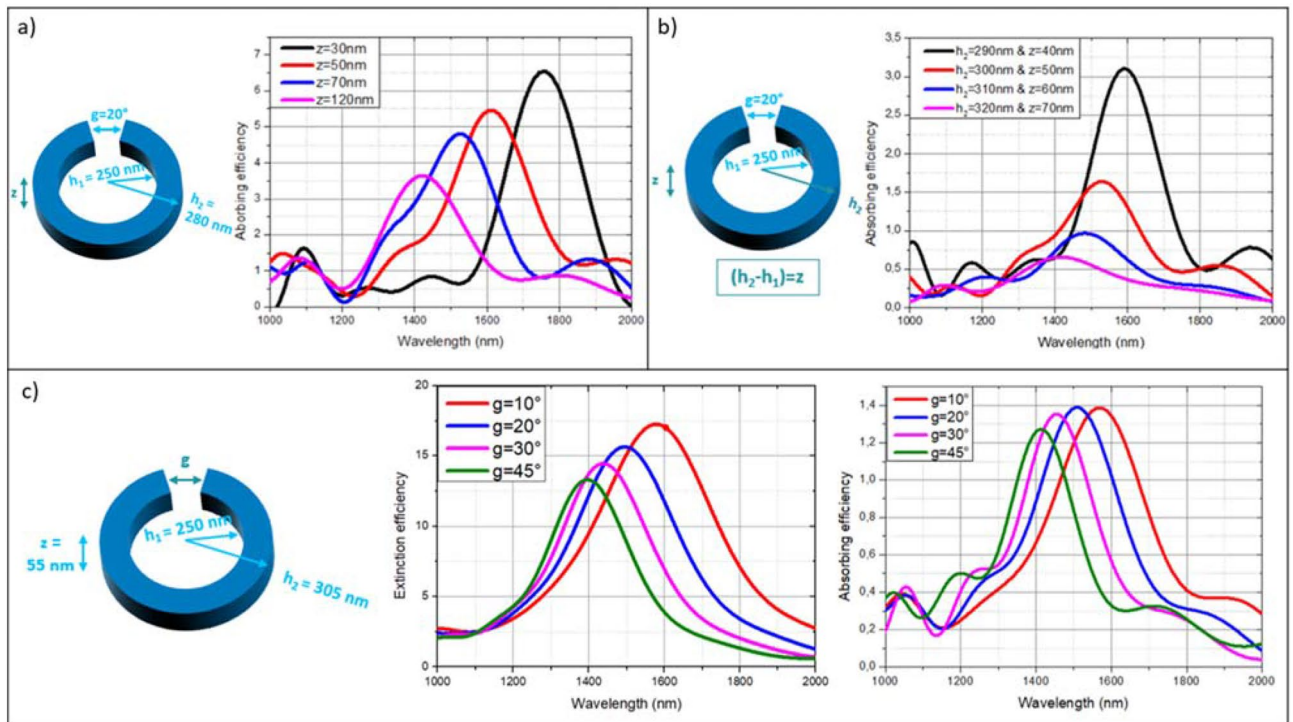 a)
g=20°
h₁ = 250 nm
z
h₂ =
280 nm
Aborbing efficiency
7
6
5
4
3
2
1
0
z=30nm
z=50nm
z=70nm
z=120nm
1000 1200 1400 1600 1800 2000
Wavelength (nm)
b)
g=20°
h₁ = 250 nm
z
h₂
(h₂-h₁)=z
Absorbing efficiency
3,5
3,0
2,5
2,0
1,5
1,0
0,5
0,0
h₂=290nm & z=40nm
h₂=300nm & z=50nm
h₂=310nm & z=60nm
h₂=320nm & z=70nm
1000 1200 1400 1600 1800 2000
Wavelength (nm)
c)
g
h₁ = 250 nm
z =
55 nm
h₂ = 305 nm
Extinction efficiency
20
15
10
5
0
g=10°
g=20°
g=30°
g=45°
1000 1200 1400 1600 1800 2000
Wavelength (nm)
Absorbing efficiency
1,4
1,2
1,0
0,8
0,6
0,4
0,2
0,0
g=10°
g=20°
g=30°
g=45°
1000 1200 1400 1600 1800 2000
Wavelength (nm)